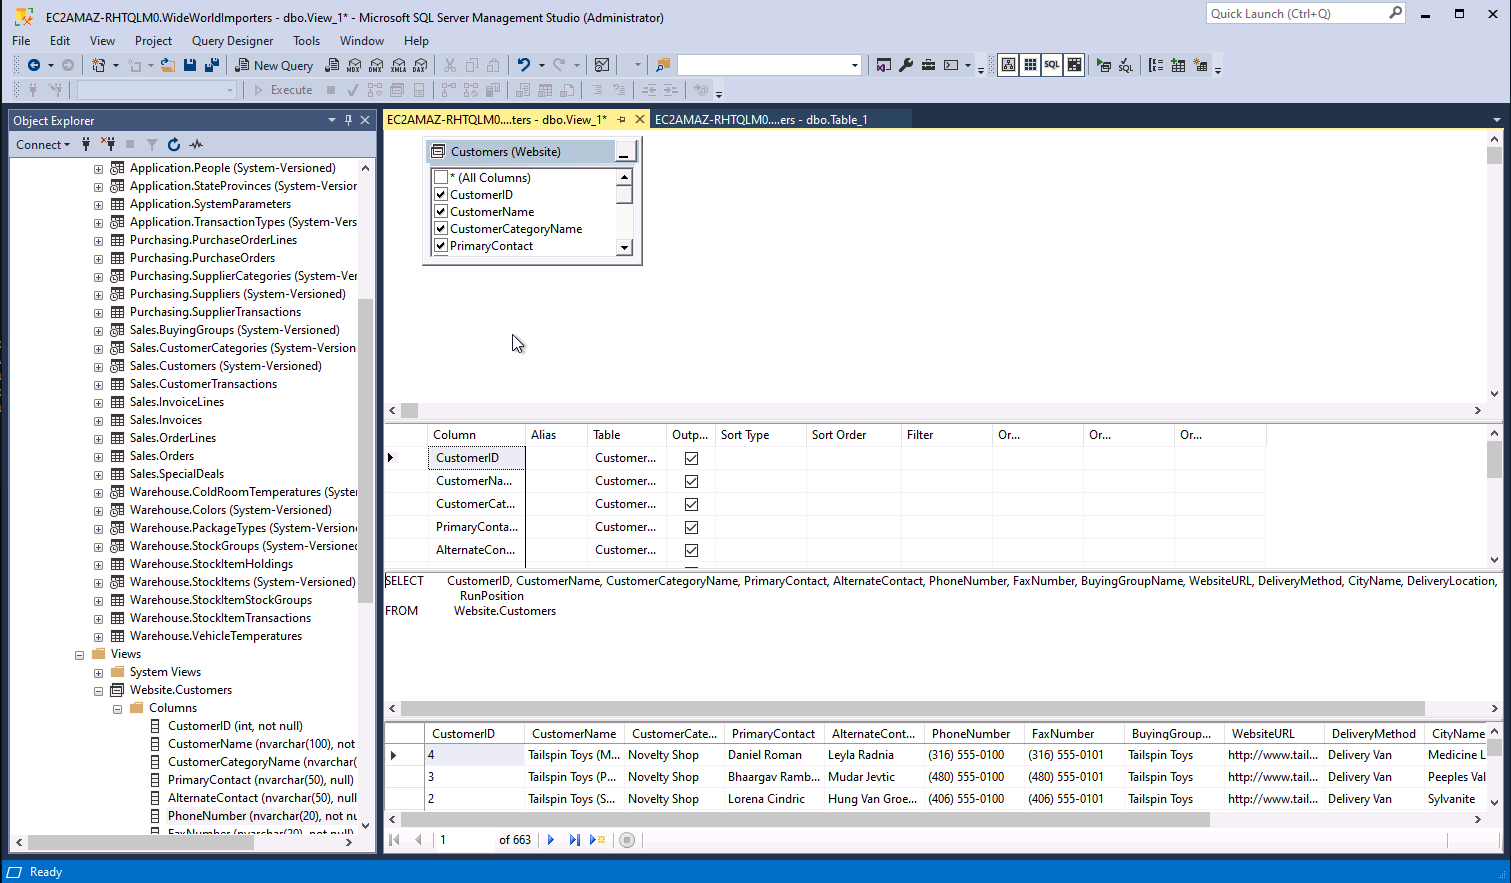 EC2AMAZ-RHTQLM0.WideWorldImporters - dbo.View_1* - Microsoft SQL Server Management Studio (Administrator)
Quick Launch (Ctrl+Q)
File Edit View Project Query Designer Tools Window Help
New Query MDX DMX XMLA DAX SQL SQL
Execute
Object Explorer
Connect
Application.People (System-Versioned)
Application.StateProvinces (System-Version
Application.SystemParameters
Application.TransactionTypes (System-Vers
Purchasing.PurchaseOrderLines
Purchasing.PurchaseOrders
Purchasing.SupplierCategories (System-Ver
Purchasing.Suppliers (System-Versioned)
Purchasing.SupplierTransactions
Sales.BuyingGroups (System-Versioned)
Sales.CustomerCategories (System-Version
Sales.Customers (System-Versioned)
Sales.CustomerTransactions
Sales.InvoiceLines
Sales.Invoices
Sales.OrderLines
Sales.Orders
Sales.SpecialDeals
Warehouse.ColdRoomTemperatures (Syste
Warehouse.Colors (System-Versioned)
Warehouse.PackageTypes (System-Version
Warehouse.StockGroups (System-Versione
Warehouse.StockItemHoldings
Warehouse.StockItems (System-Versioned)
Warehouse.StockItemStockGroups
Warehouse.StockItemTransactions
Warehouse.VehicleTemperatures
Views
System Views
Website.Customers
Columns
CustomerID (int, not null)
CustomerName (nvarchar(100), not
CustomerCategoryName (nvarchar(
PrimaryContact (nvarchar(50), null)
AlternateContact (nvarchar(50), null
PhoneNumber (nvarchar(20), not nu
FaxNumber (nvarchar(20), not null)
EC2AMAZ-RHTQLM0....ters - dbo.View_1* EC2AMAZ-RHTQLM0....ers - dbo.Table_1
Customers (Website)
* (All Columns)
CustomerID
CustomerName
CustomerCategoryName
PrimaryContact
Column Alias Table Outp... Sort Type Sort Order Filter Or... Or... Or...
CustomerID Customer...
CustomerNa... Customer...
CustomerCat... Customer...
PrimaryConta... Customer...
AlternateCon... Customer...
SELECT CustomerID, CustomerName, CustomerCategoryName, PrimaryContact, AlternateContact, PhoneNumber, FaxNumber, BuyingGroupName, WebsiteURL, DeliveryMethod, CityName, DeliveryLocation,
RunPosition
FROM Website.Customers
CustomerID CustomerName CustomerCate... PrimaryContact AlternateCont... PhoneNumber FaxNumber BuyingGroup... WebsiteURL DeliveryMethod CityName
4 Tailspin Toys (M... Novelty Shop Daniel Roman Leyla Radnia (316) 555-0100 (316) 555-0101 Tailspin Toys http://www.tail... Delivery Van Medicine L
3 Tailspin Toys (P... Novelty Shop Bhaargav Ramb... Mudar Jevtic (480) 555-0100 (480) 555-0101 Tailspin Toys http://www.tail... Delivery Van Peeples Val
2 Tailspin Toys (S... Novelty Shop Lorena Cindric Hung Van Groe... (406) 555-0100 (406) 555-0101 Tailspin Toys http://www.tail... Delivery Van Sylvanite
1 of 663
Ready